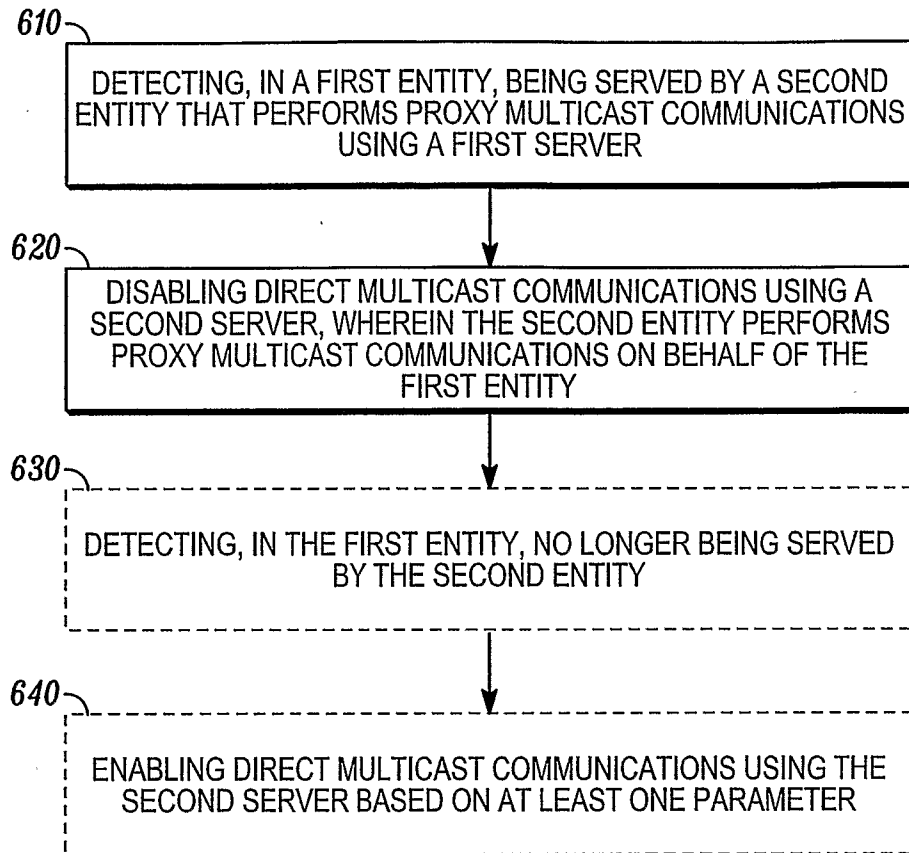 610
DETECTING, IN A FIRST ENTITY, BEING SERVED BY A SECOND
ENTITY THAT PERFORMS PROXY MULTICAST COMMUNICATIONS
USING A FIRST SERVER
620
DISABLING DIRECT MULTICAST COMMUNICATIONS USING A
SECOND SERVER, WHEREIN THE SECOND ENTITY PERFORMS
PROXY MULTICAST COMMUNICATIONS ON BEHALF OF THE
FIRST ENTITY
630
DETECTING, IN THE FIRST ENTITY, NO LONGER BEING SERVED
BY THE SECOND ENTITY
640
ENABLING DIRECT MULTICAST COMMUNICATIONS USING THE
SECOND SERVER BASED ON AT LEAST ONE PARAMETER